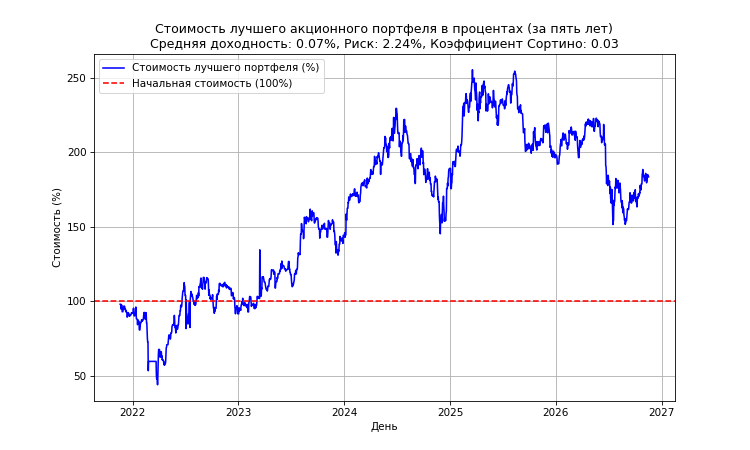 Стоимость лучшего акционного портфеля в процентах (за пять лет)
Средняя доходность: 0.07%, Риск: 2.24%, Коэффициент Сортино: 0.03
Стоимость лучшего портфеля (%)
Начальная стоимость (100%)
Стоимость (%)
250
200
150
100
50
2022 2023 2024 2025 2026 2027
День